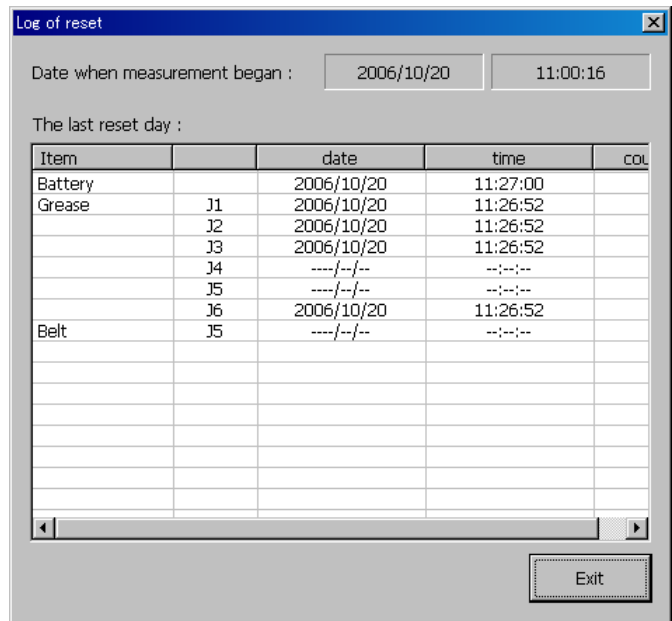 Log of reset
Date when measurement began : 2006/10/20 11:00:16
The last reset day :
Item date time cou
Battery 2006/10/20 11:27:00
Grease J1 2006/10/20 11:26:52
J2 2006/10/20 11:26:52
J3 2006/10/20 11:26:52
J4 ----/--/-- --:--:--
J5 ----/--/-- --:--:--
J6 2006/10/20 11:26:52
Belt J5 ----/--/-- --:--:--
Exit